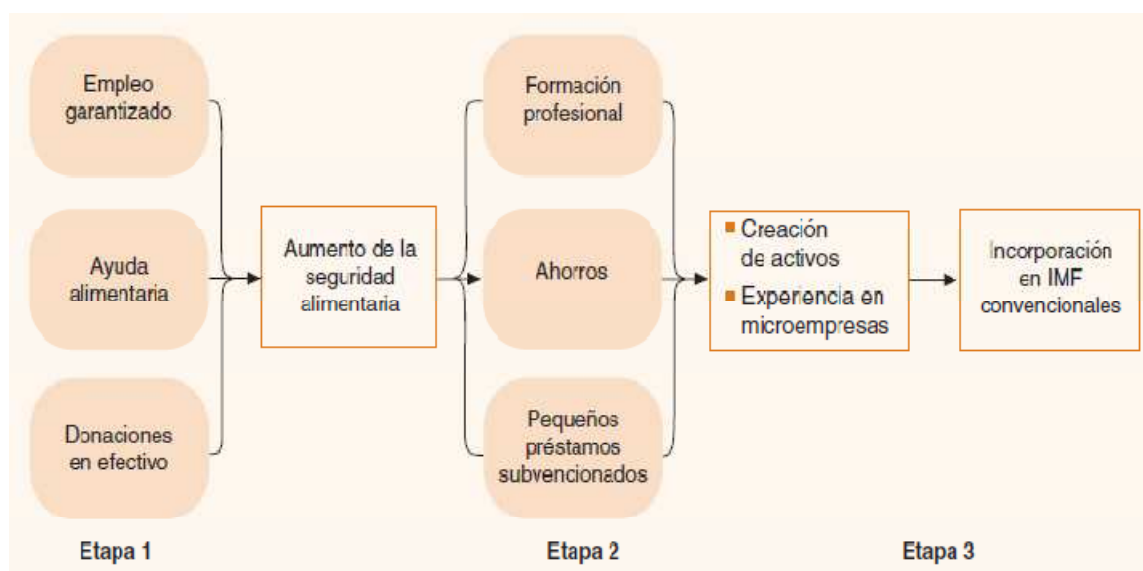 Empleo
garantizado
Ayuda
alimentaria
Donaciones
en efectivo
Aumento de la
seguridad
alimentaria
Formación
profesional
Ahorros
Pequeños
préstamos
subvencionados
Creación
de activos
Experiencia en
microempresas
Incorporación
en IMF
convencionales
Etapa 1
Etapa 2
Etapa 3